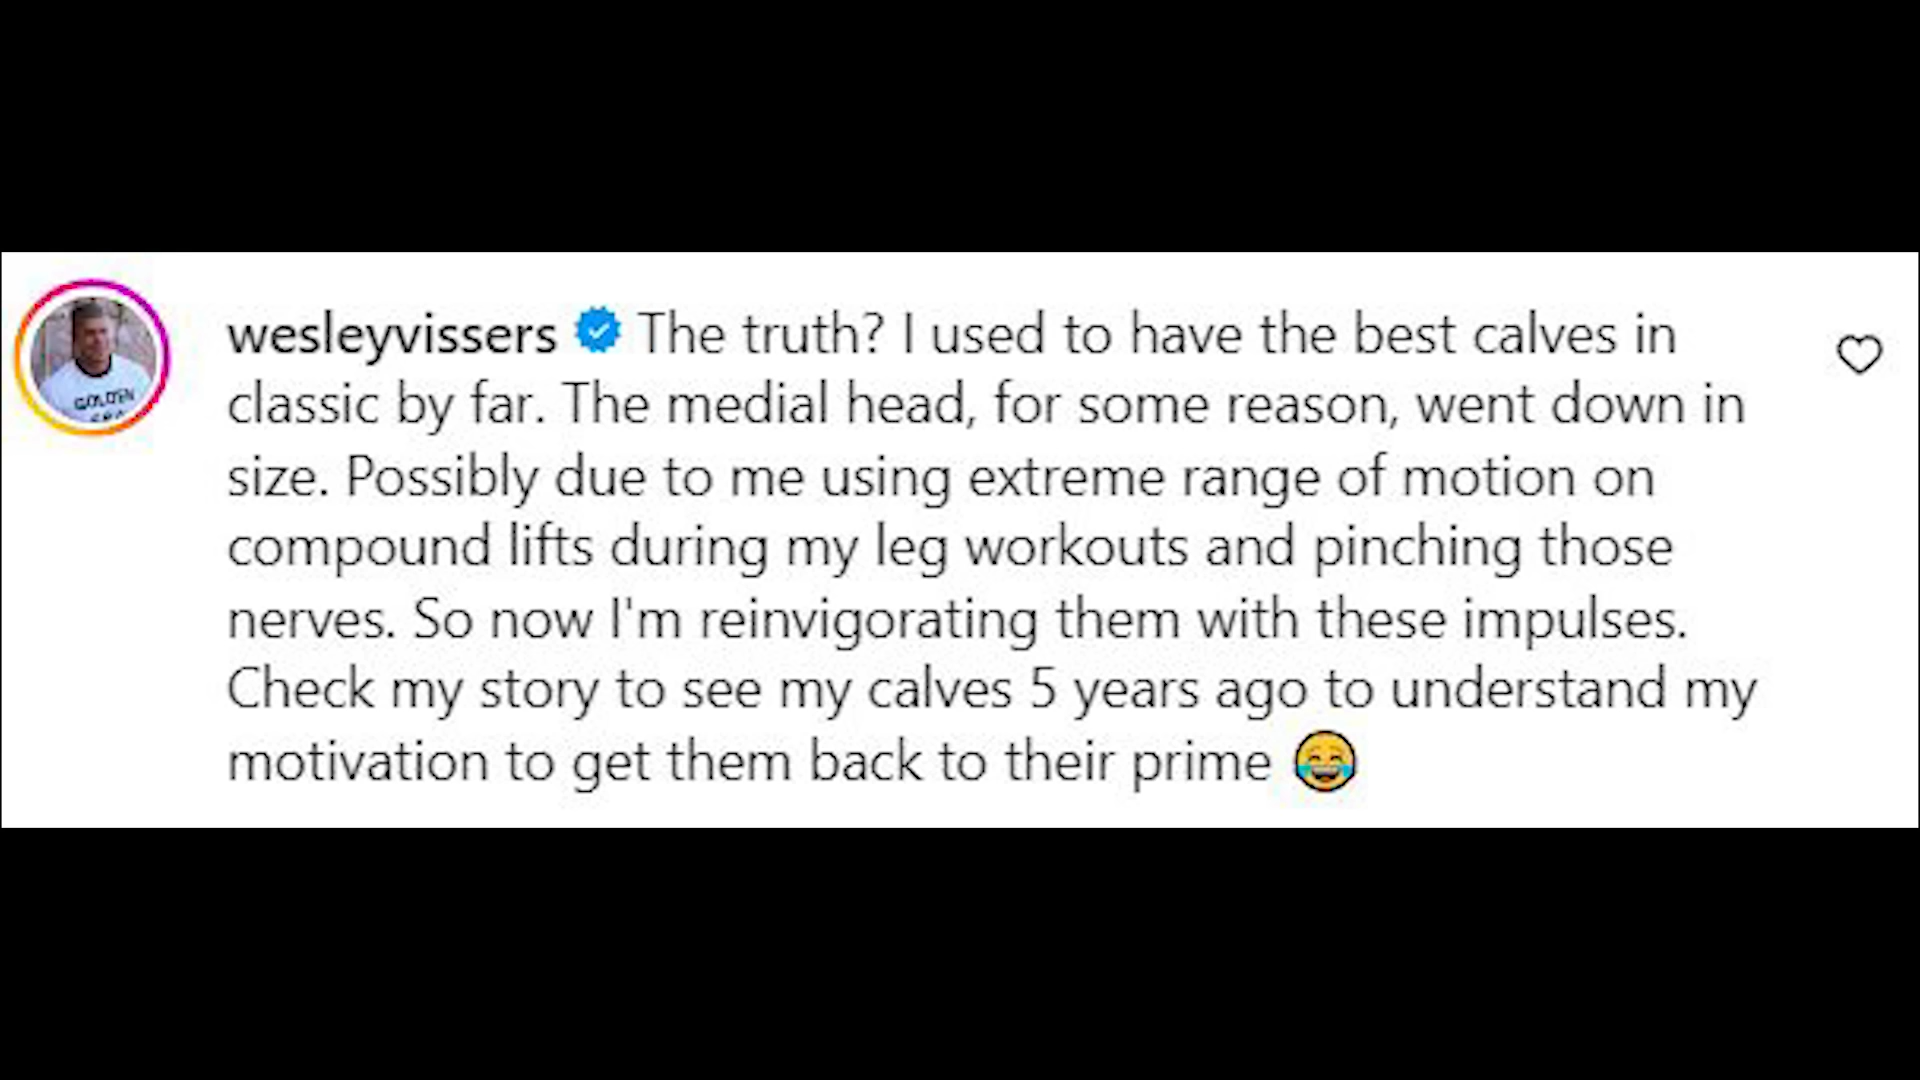 wesleyvissers The truth? I used to have the best calves in
classic by far. The medial head, for some reason, went down in
size. Possibly due to me using extreme range of motion on
compound lifts during my leg workouts and pinching those
nerves. So now I'm reinvigorating them with these impulses.
Check my story to see my calves 5 years ago to understand my
motivation to get them back to their prime 😂
GOLDEN